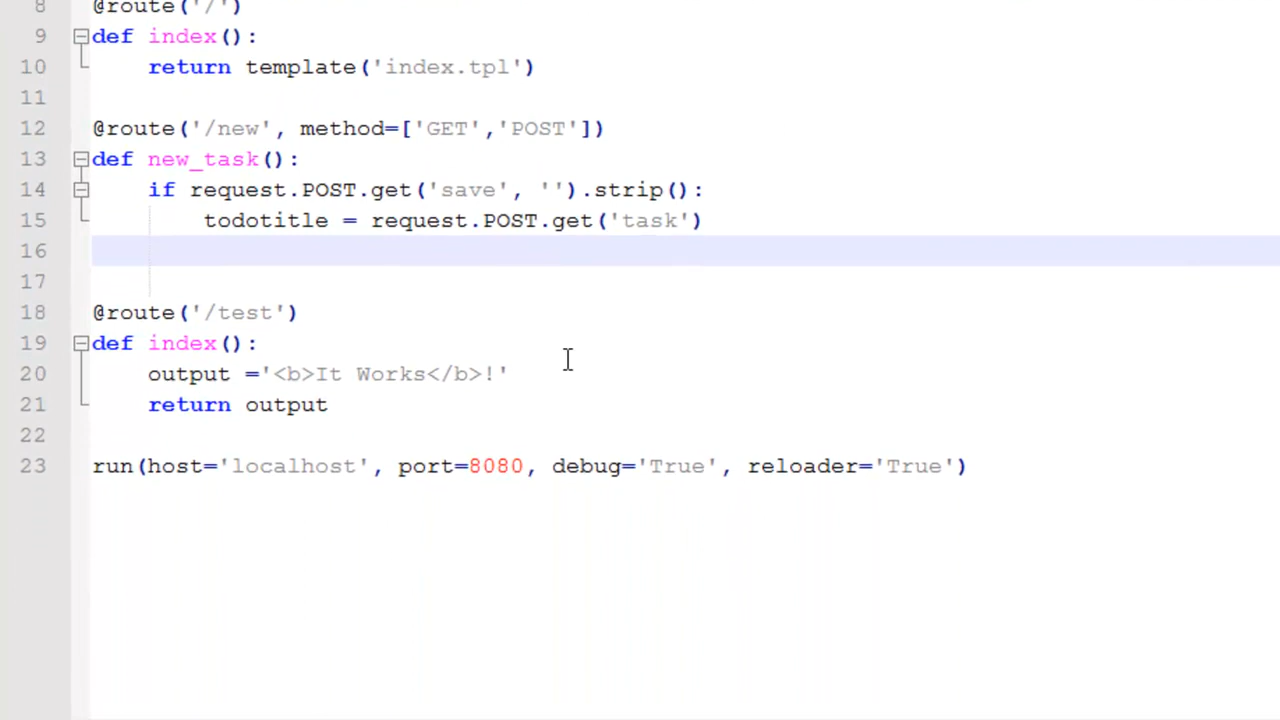 8 @route('/')
9 def index():
10 return template('index.tpl')
11
12 @route('/new', method=['GET','POST'])
13 def new_task():
14 if request.POST.get('save', '').strip():
15 todotitle = request.POST.get('task')
16
17
18 @route('/test')
19 def index():
20 output ='<b>It Works</b>!'
21 return output
22
23 run(host='localhost', port=8080, debug='True', reloader='True')